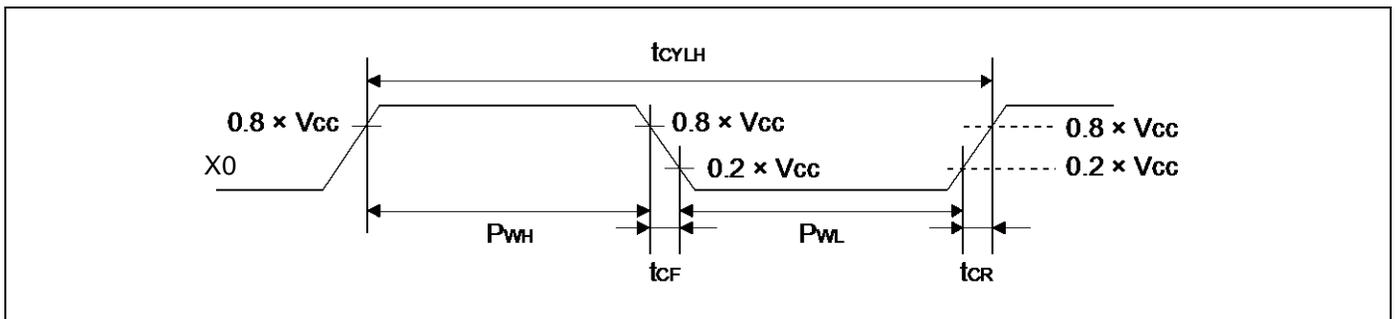 tCYLH
0.8 × VCC
0.8 × VCC
0.8 × VCC
X0
0.2 × VCC
0.2 × VCC
PWH
PWL
tCF
tCR